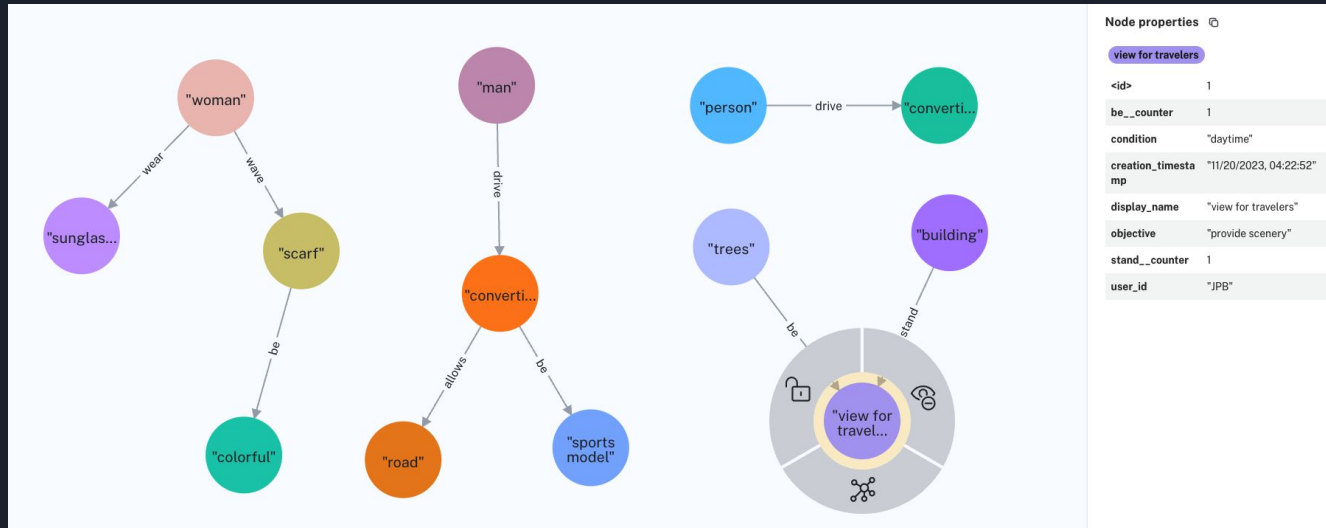 "woman"
wear
wave
"sunglas...
"scarf"
be
"colorful"
"man"
drive
"converti...
allows
be
"road"
"sports
model"
"person"
drive
"converti...
"trees"
"building"
be
stand
"view for
travel...
Node properties
view for travelers
<id> 1
be__counter 1
condition "daytime"
creation_timesta "11/20/2023, 04:22:52"
mp
display_name "view for travelers"
objective "provide scenery"
stand__counter 1
user_id "JPB"